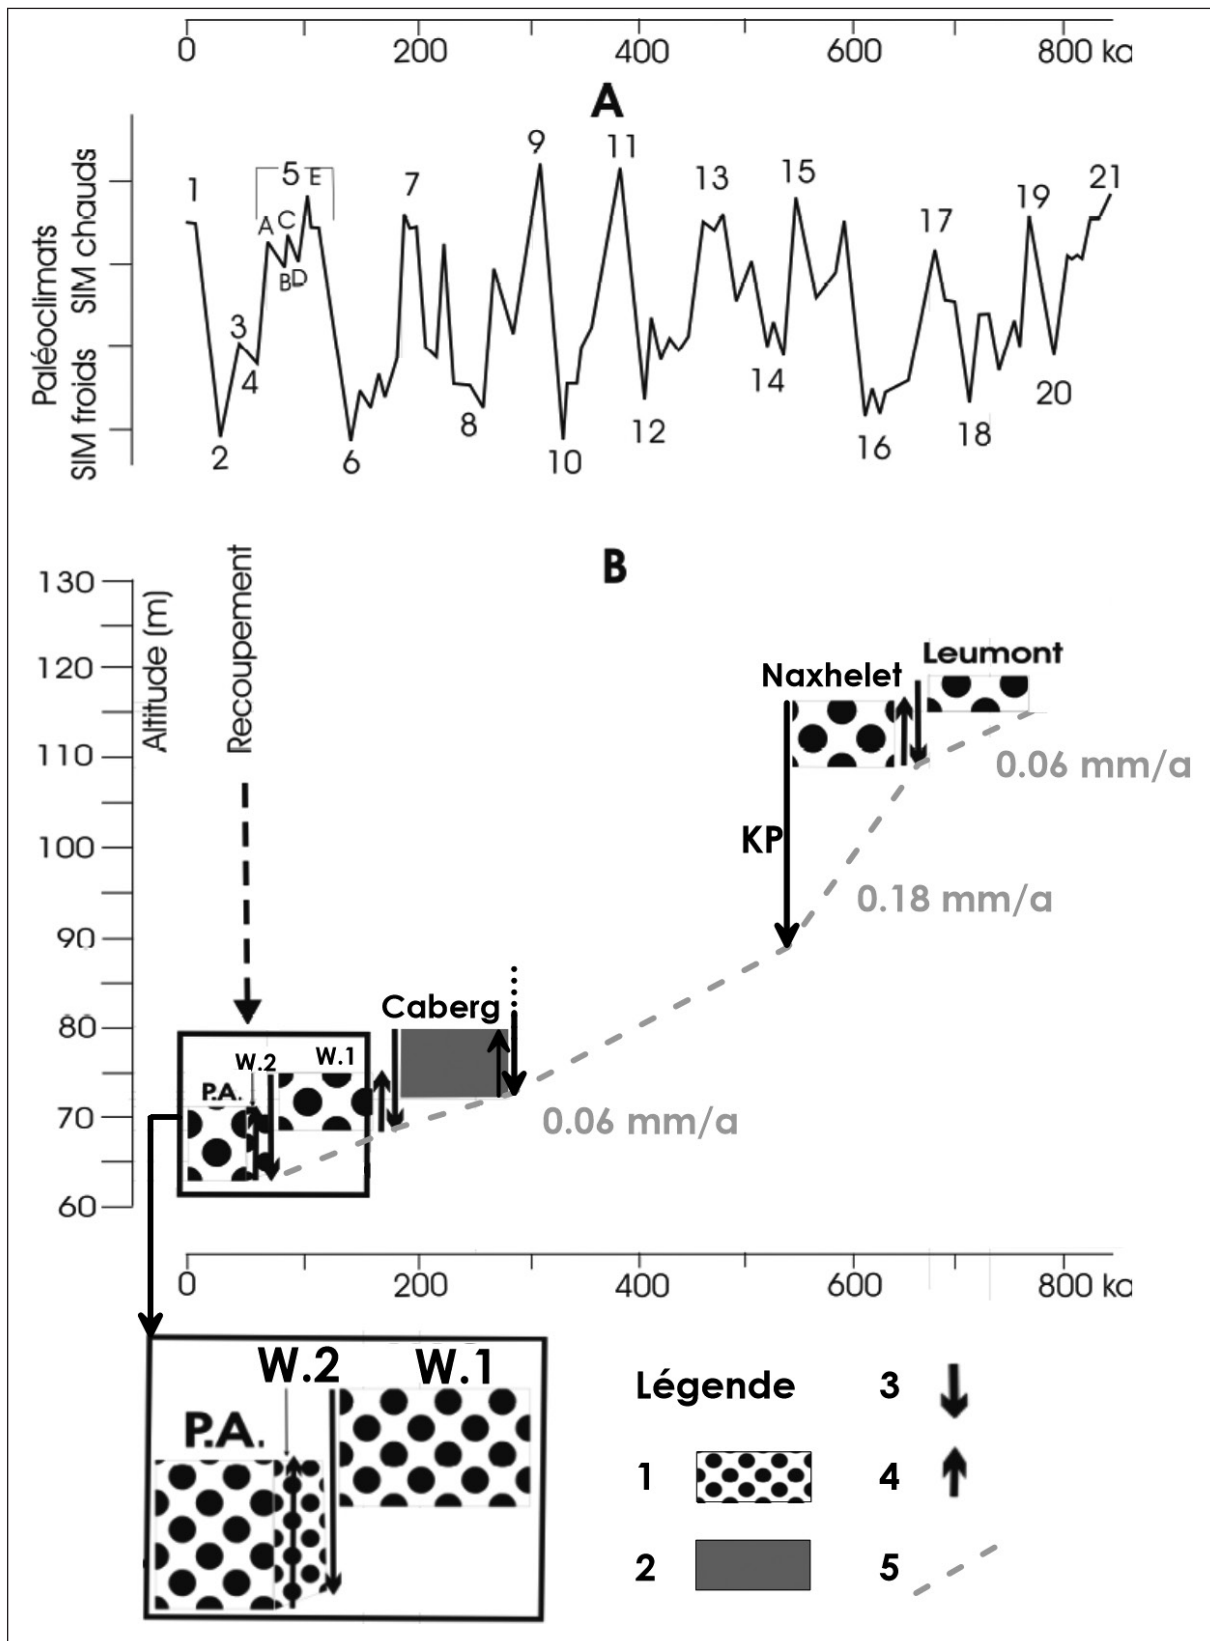 0 200 400 600 800 ka
A
Paléoclimats
SIM froids SIM chauds
1 2 3 4 5 A B C D E 6 7 8 9 10 11 12 13 14 15 16 17 18 19 20 21
B
Altitude (m)
130
120
110
100
90
80
70
60
Recoupement
Leumont
Naxhelet
0.06 mm/a
KP
0.18 mm/a
Caberg
W.2 W.1
P.A.
0.06 mm/a
0 200 400 600 800 ka
W.2 W.1
P.A.
Légende
1
2
3
4
5